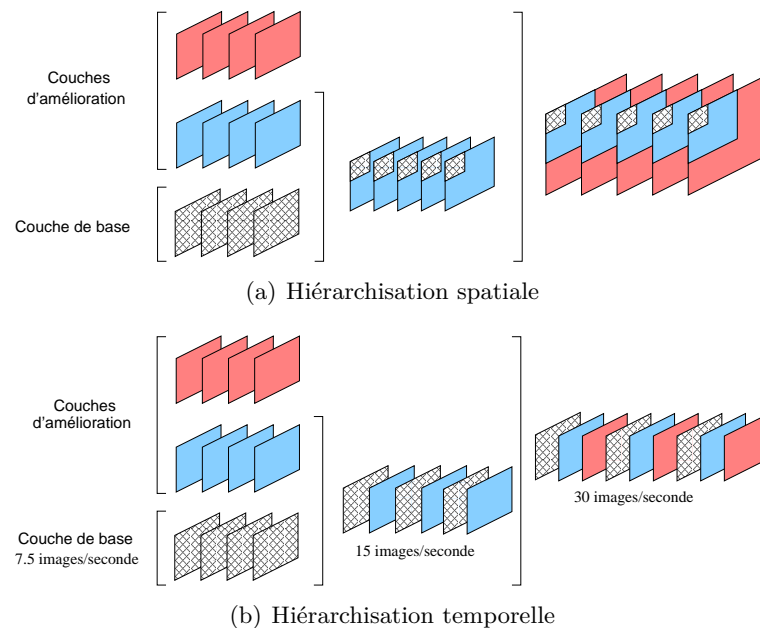 Couches
d'amélioration
Couche de base
(a) Hiérarchisation spatiale
Couches
d'amélioration
Couche de base
7.5 images/seconde
15 images/seconde
30 images/seconde
(b) Hiérarchisation temporelle